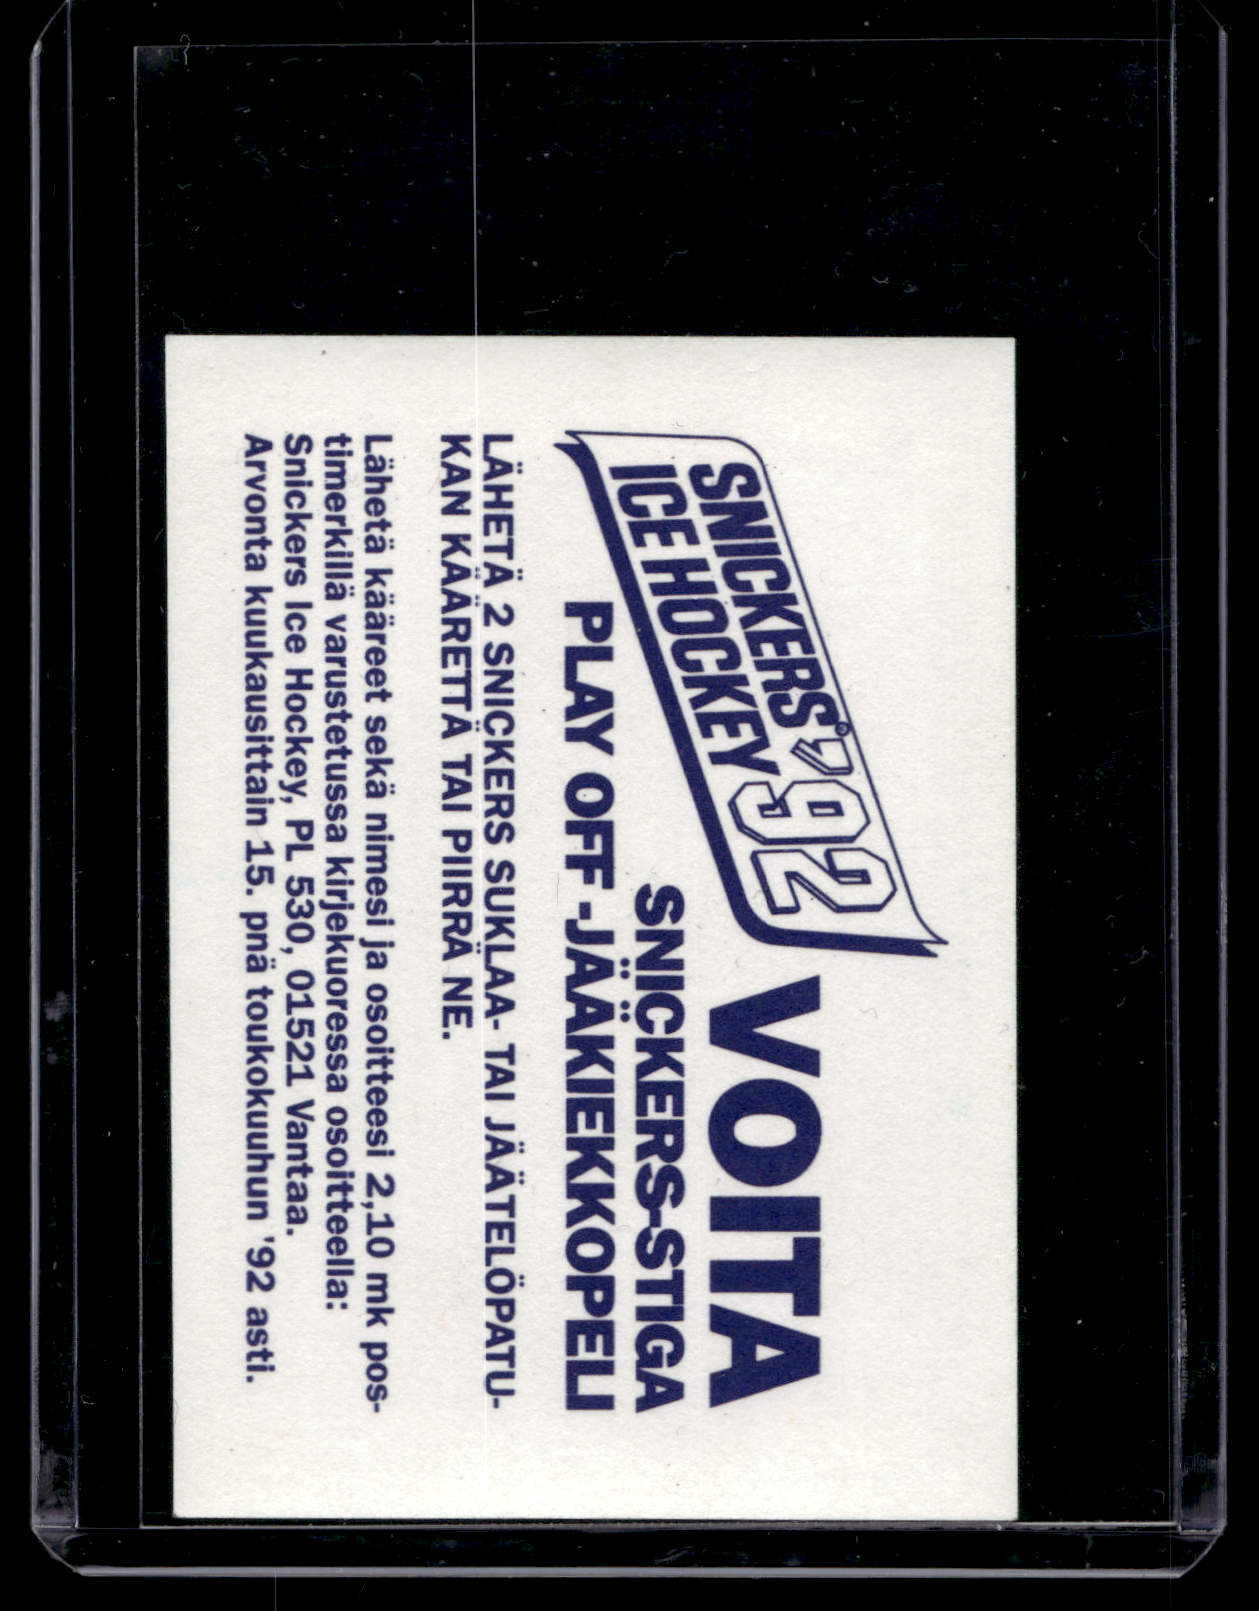 SNICKERS®
ICE HOCKEY '92
VOITA
SNICKERS-STIGA
PLAY OFF -JÄÄKIEKKOPELI
LÄHETÄ 2 SNICKERS SUKLAA- TAI JÄÄTELÖPATU-
KAN KÄÄRETTÄ TAI PIIRRÄ NE.
Lähetä kääreet sekä nimesi ja osoitteesi 2,10 mk pos-
timerkillä varustetussa kirjekuoressa osoitteella:
Snickers Ice Hockey, PL 530, 01521 Vantaa.
Arvonta kuukausittain 15. pnä toukokuuhun '92 asti.